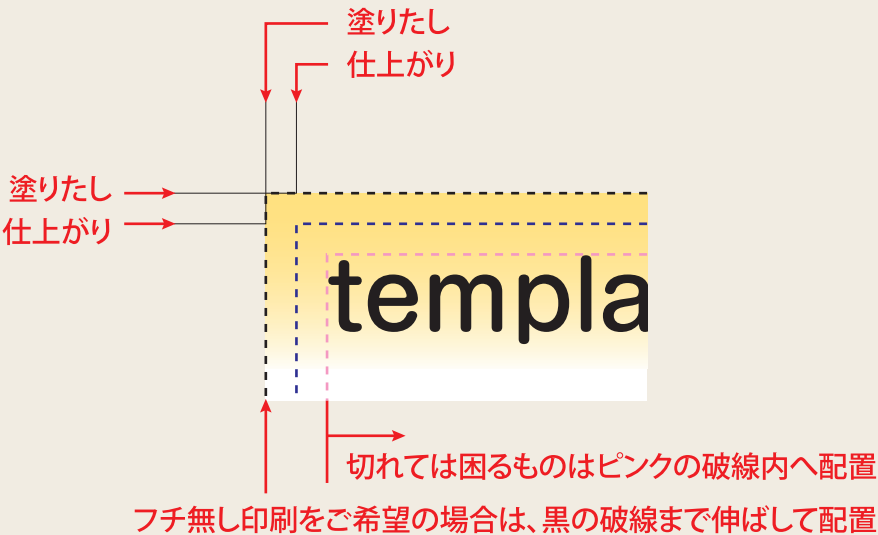 塗りたし
仕上がり
塗りたし
仕上がり
templa
切れては困るものはピンクの破線内へ配置
フチ無し印刷をご希望の場合は、黒の破線まで伸ばして配置